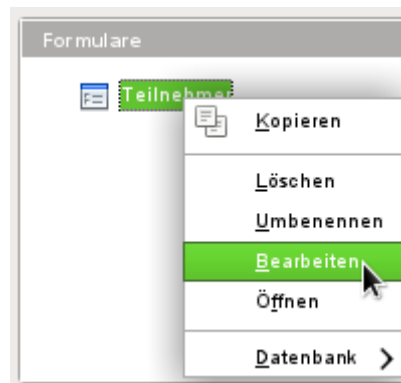 Formulare
Teilnehmer
Kopieren
Löschen
Umbenennen
Bearbeiten
Öffnen
Datenbank